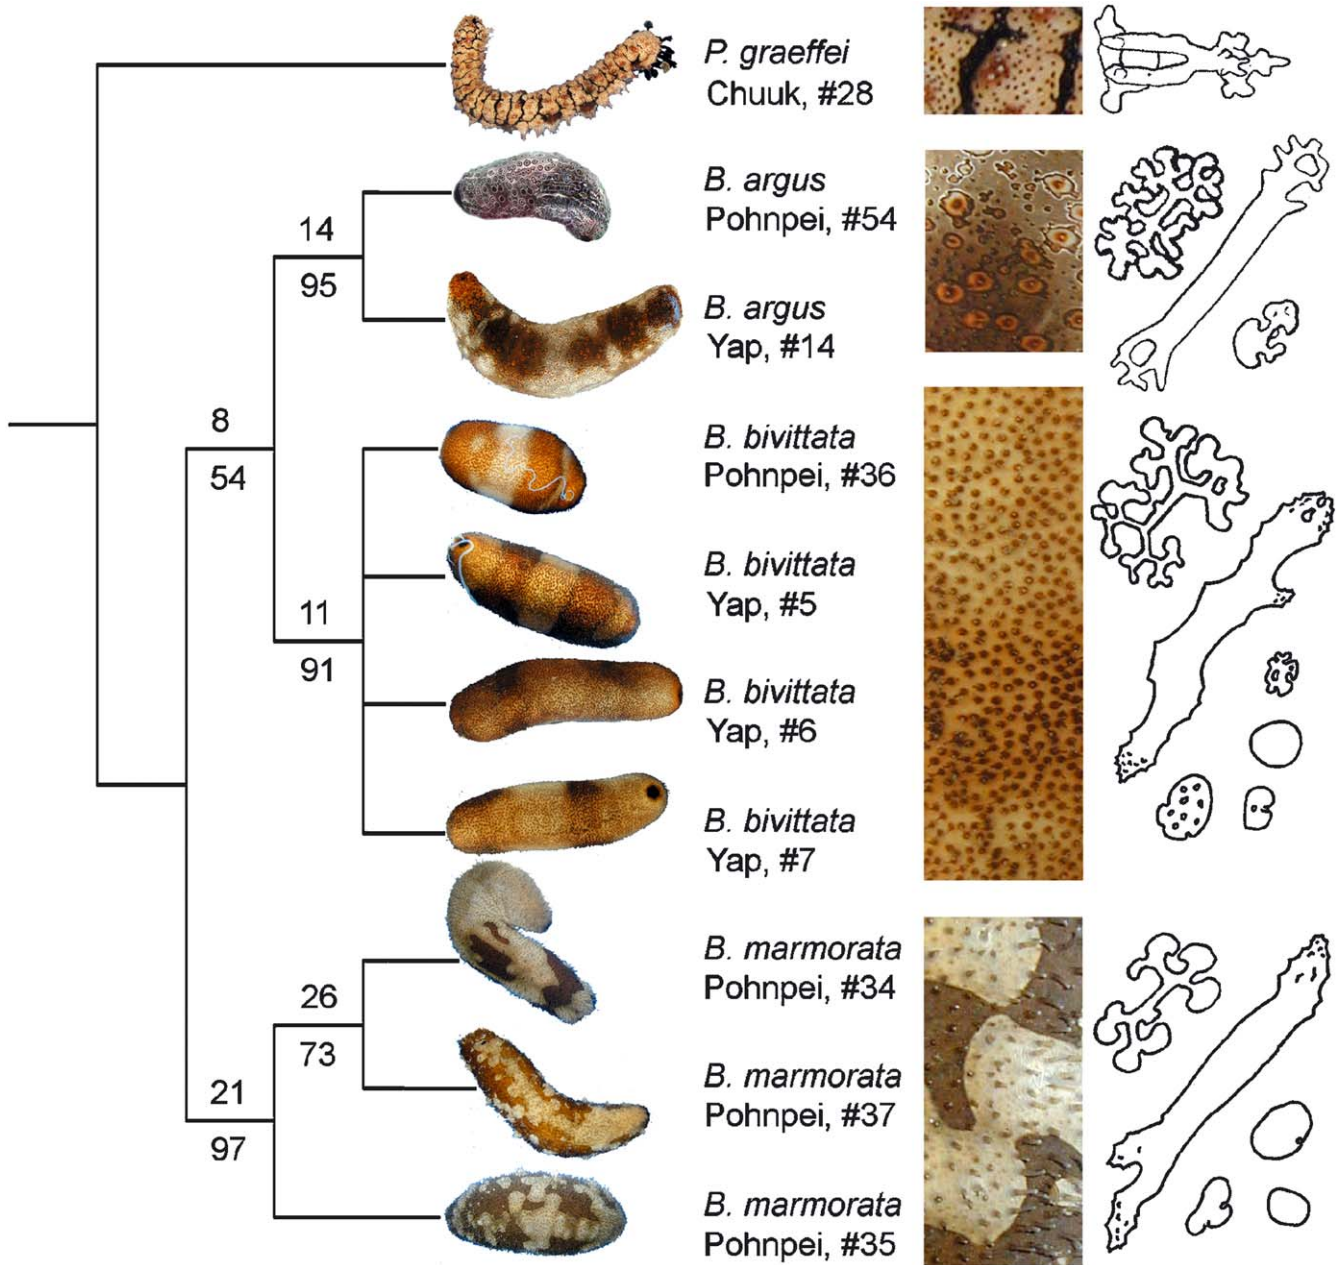 P. graeffei
Chuuk, #28
B. argus
Pohnpei, #54
14
95
B. argus
Yap, #14
8
54
B. bivittata
Pohnpei, #36
B. bivittata
Yap, #5
11
91
B. bivittata
Yap, #6
B. bivittata
Yap, #7
B. marmorata
Pohnpei, #34
26
73
B. marmorata
Pohnpei, #37
21
97
B. marmorata
Pohnpei, #35